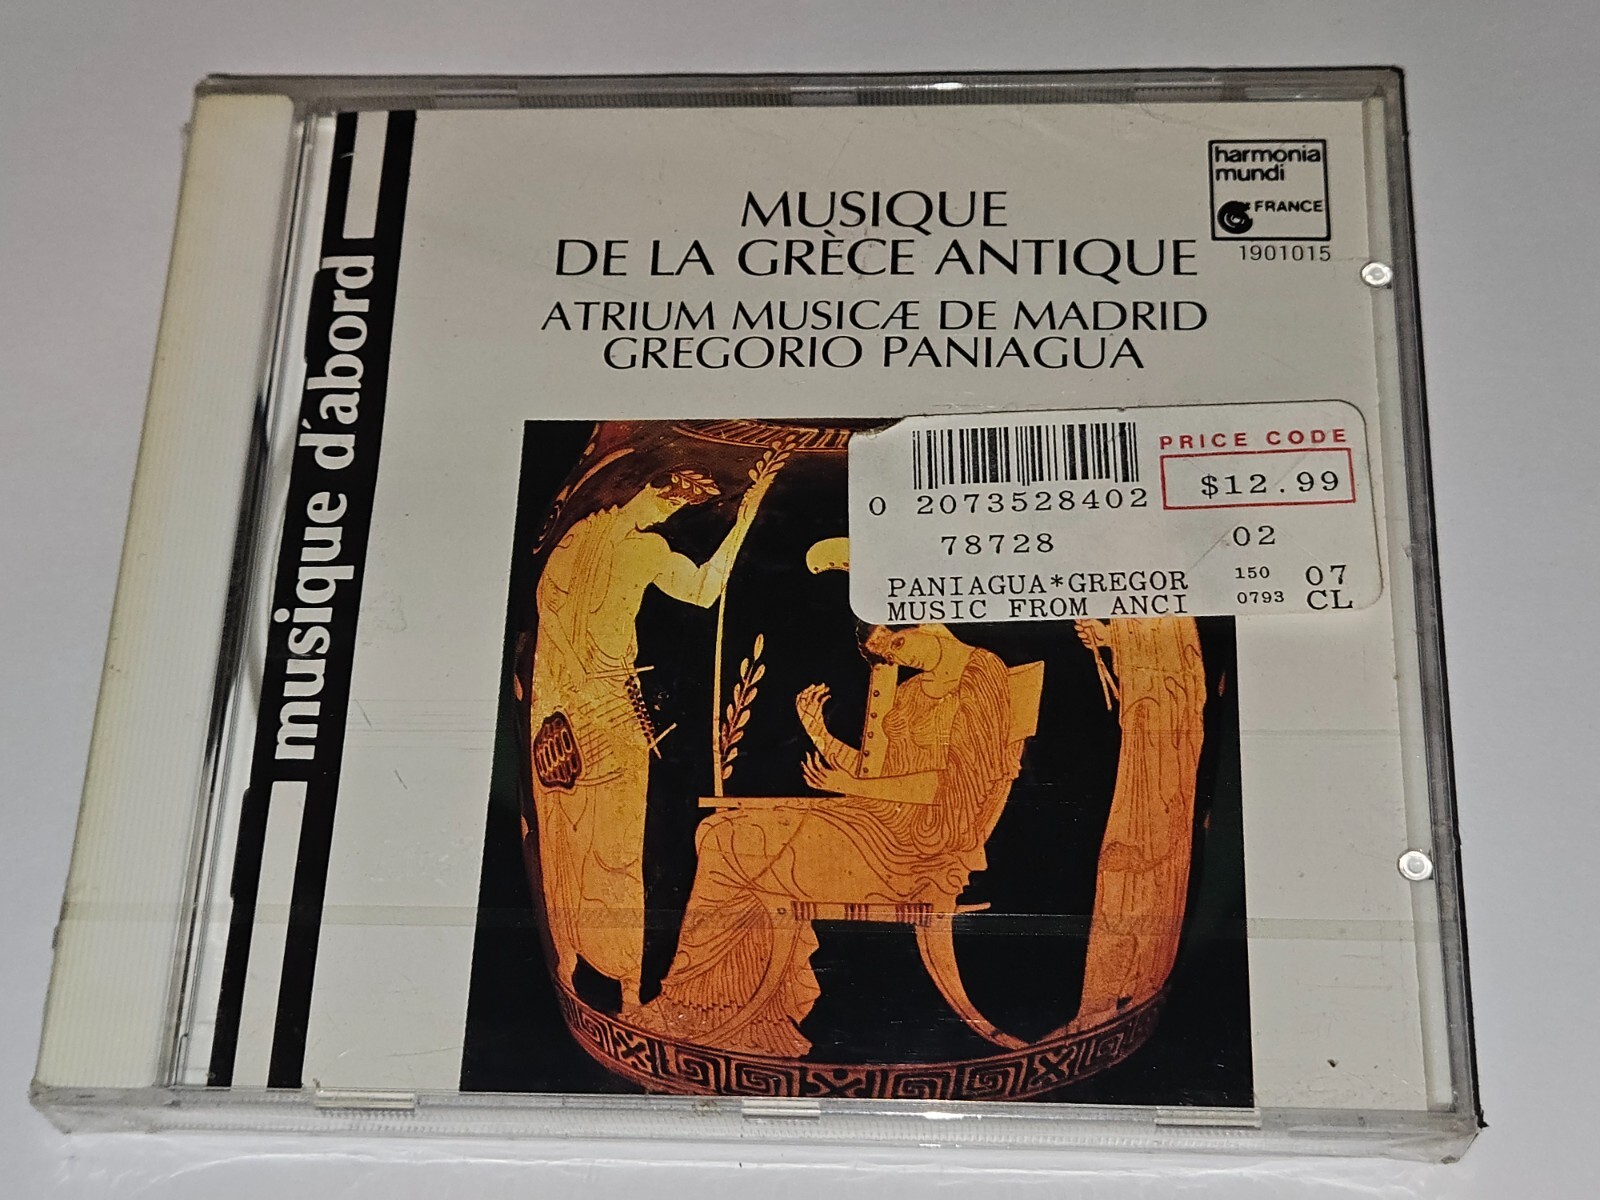 harmonia
mundi
FRANCE
1901015
MUSIQUE
DE LA GRÈCE ANTIQUE
ATRIUM MUSICÆ DE MADRID
GREGORIO PANIAGUA
musique d'abord
PRICE CODE
$12.99
0 2073528402
78728
02
PANIAGUA*GREGOR
150
07
MUSIC FROM ANCI
0793
CL